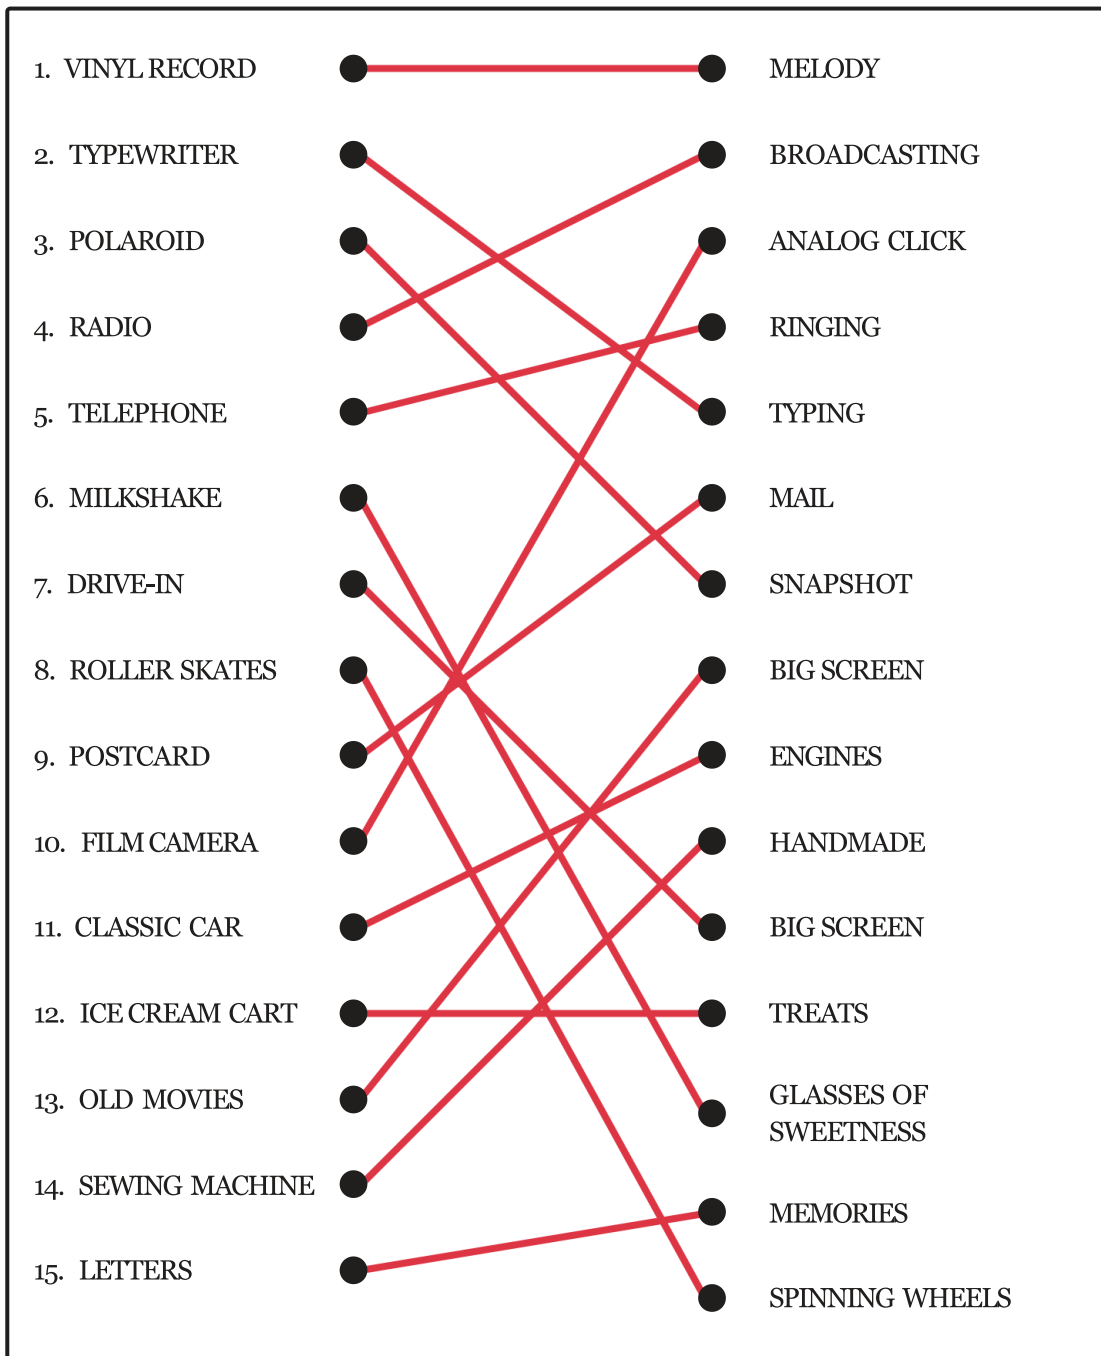 1. VINYL RECORD MELODY
2. TYPEWRITER BROADCASTING
3. POLAROID ANALOG CLICK
4. RADIO RINGING
5. TELEPHONE TYPING
6. MILKSHAKE MAIL
7. DRIVE-IN SNAPSHOT
8. ROLLER SKATES BIG SCREEN
9. POSTCARD ENGINES
10. FILM CAMERA HANDMADE
11. CLASSIC CAR BIG SCREEN
12. ICE CREAM CART TREATS
13. OLD MOVIES GLASSES OF
SWEETNESS
14. SEWING MACHINE MEMORIES
15. LETTERS SPINNING WHEELS